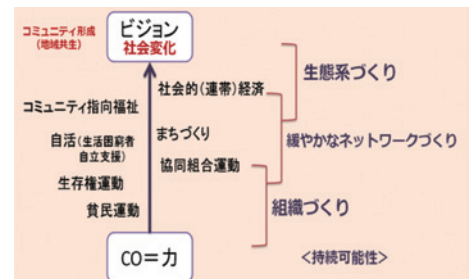 コミュニティ形成
(地域共生)
ビジョン
社会変化
生態系づくり
社会的(連帯)経済
コミュニティ指向福祉
まちづくり
自活(生活困窮者
自立支援)
緩やかなネットワークづくり
協同組合運動
生存権運動
組織づくり
貧民運動
CO=力
<持続可能性>